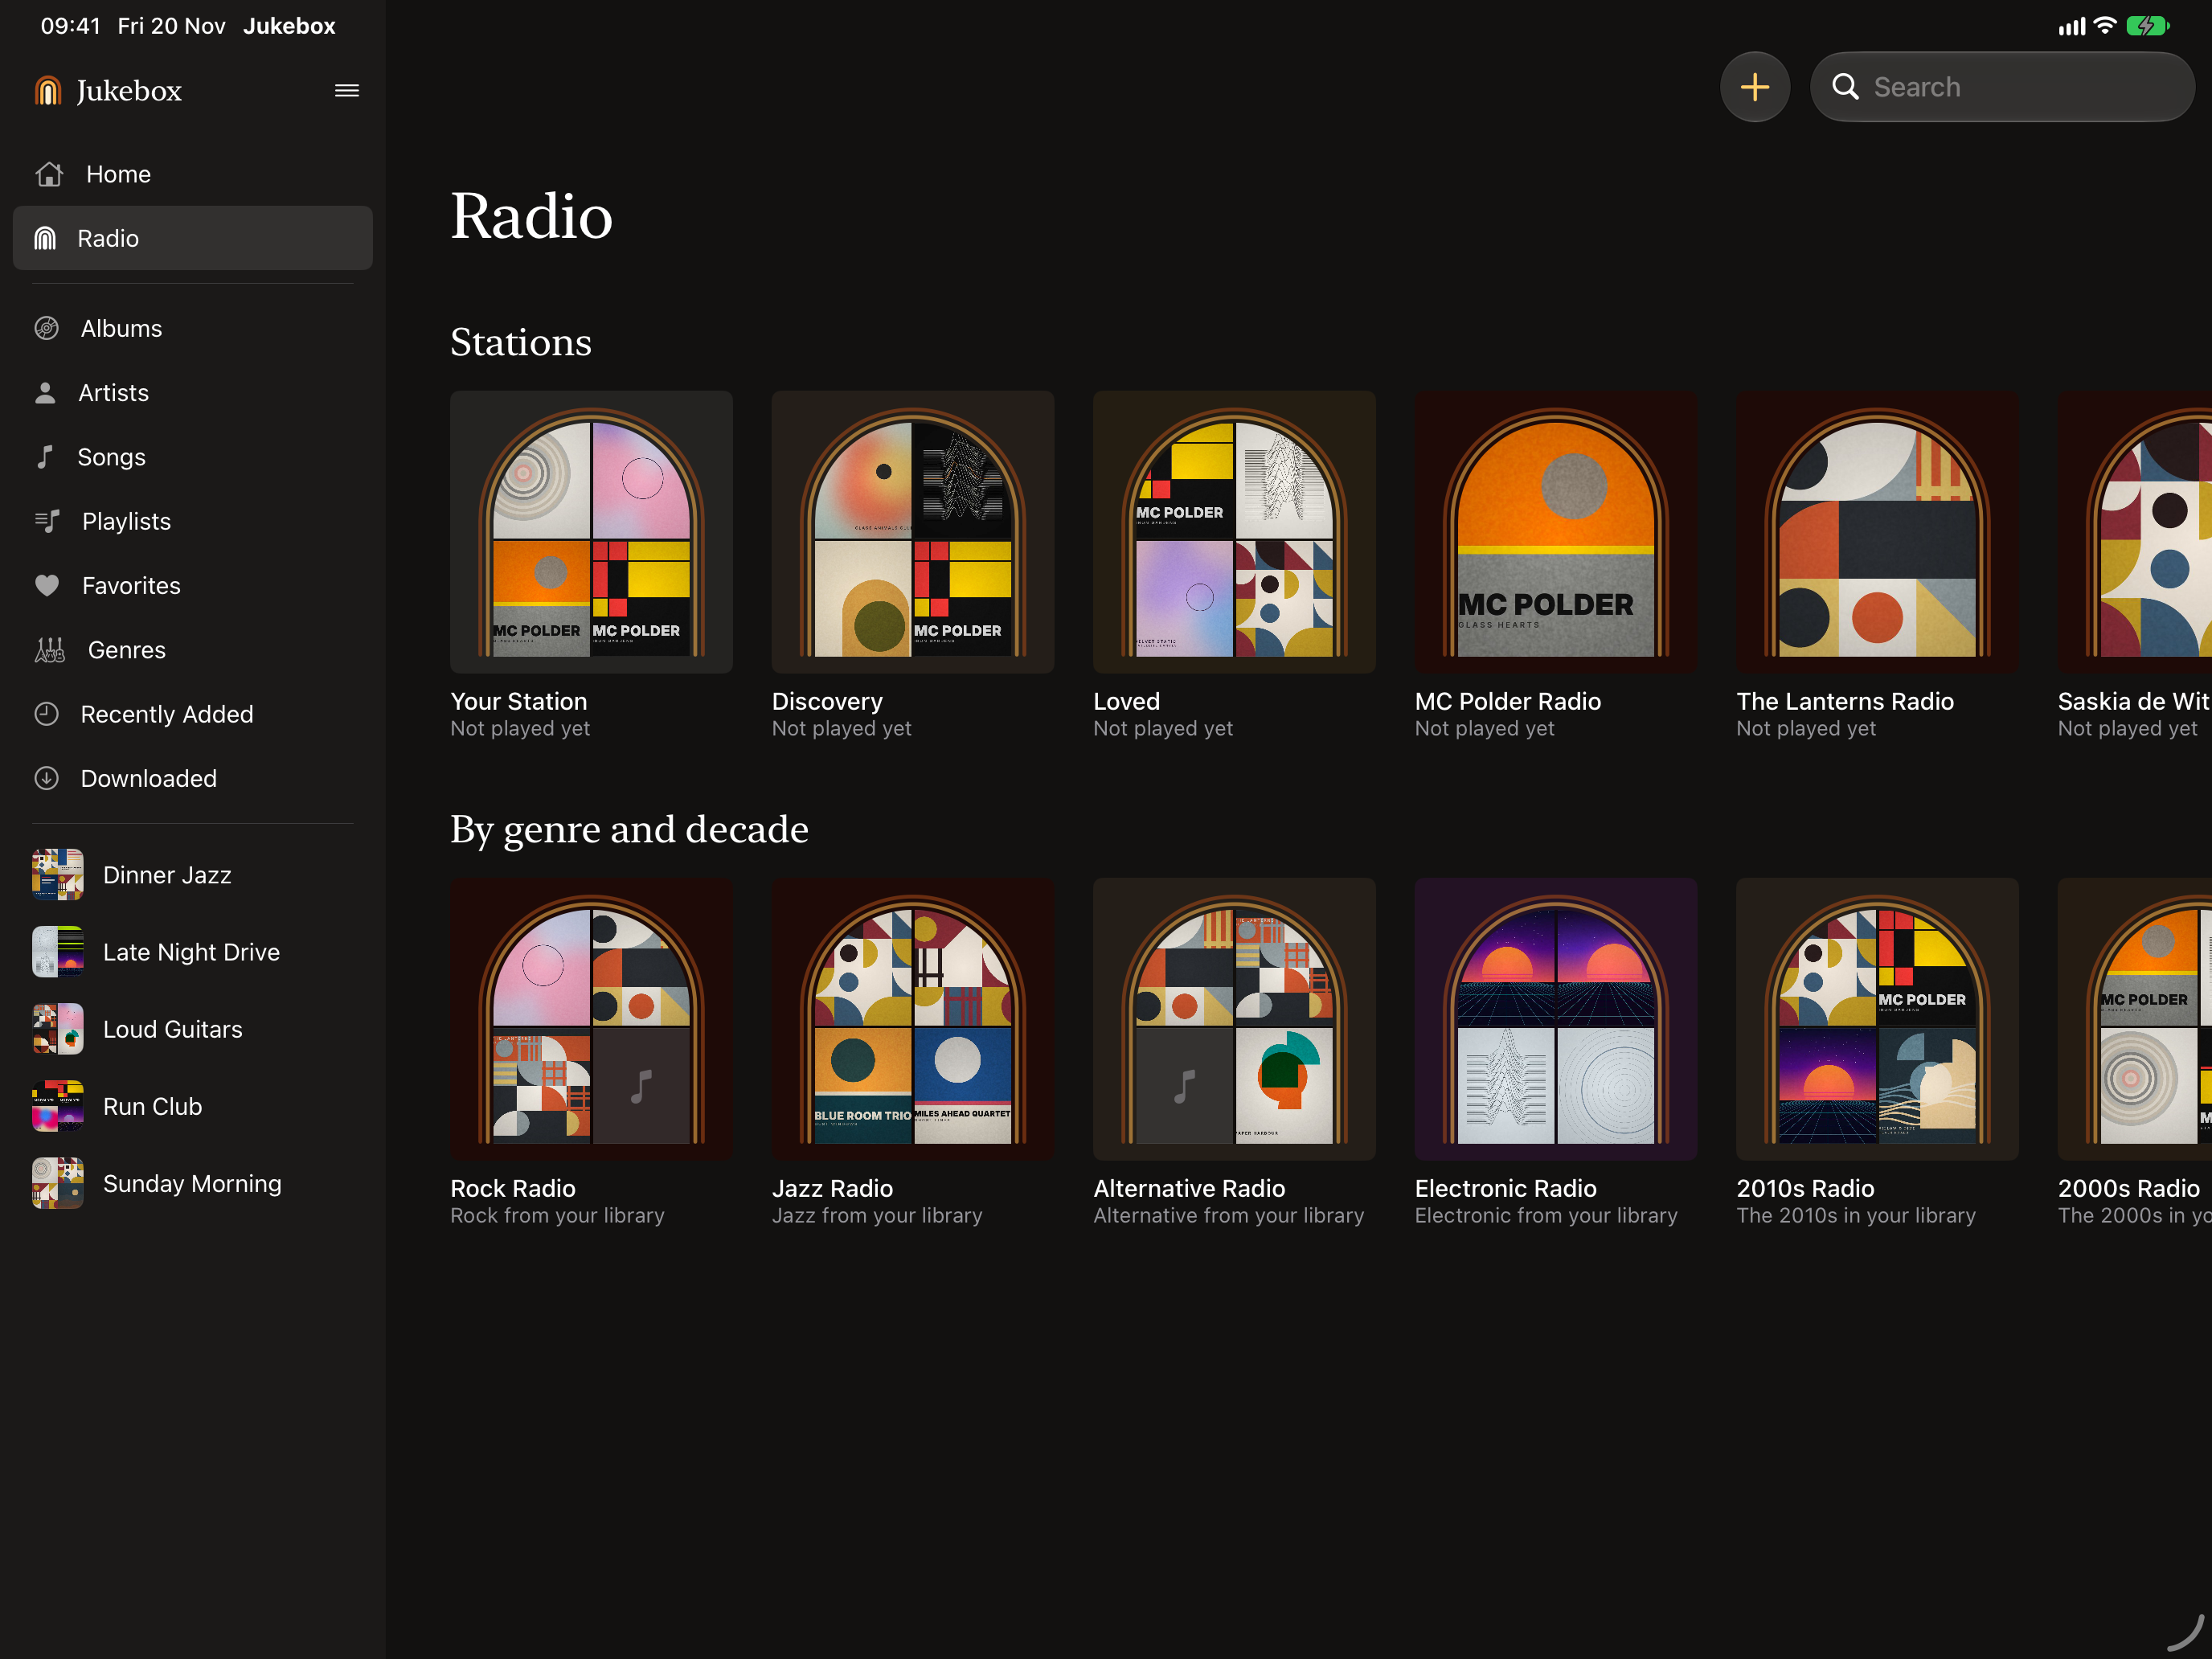 09:41 Fri 20 Nov Jukebox
Jukebox
Search
Home
Radio
Albums
Artists
Songs
Playlists
Favorites
Genres
Recently Added
Downloaded
Dinner Jazz
Late Night Drive
Loud Guitars
Run Club
Sunday Morning
Radio
Stations
MC POLDER
MC POLDER
MC POLDER
MC POLDER
MC POLDER
GLASS HEARTS
Your Station
Not played yet
Discovery
Not played yet
Loved
Not played yet
MC Polder Radio
Not played yet
The Lanterns Radio
Not played yet
Saskia de Wit
Not played yet
By genre and decade
BLUE ROOM TRIO
MILES AHEAD QUARTET
MC POLDER
MC POLDER
Rock Radio
Rock from your library
Jazz Radio
Jazz from your library
Alternative Radio
Alternative from your library
Electronic Radio
Electronic from your library
2010s Radio
The 2010s in your library
2000s Radio
The 2000s in yo